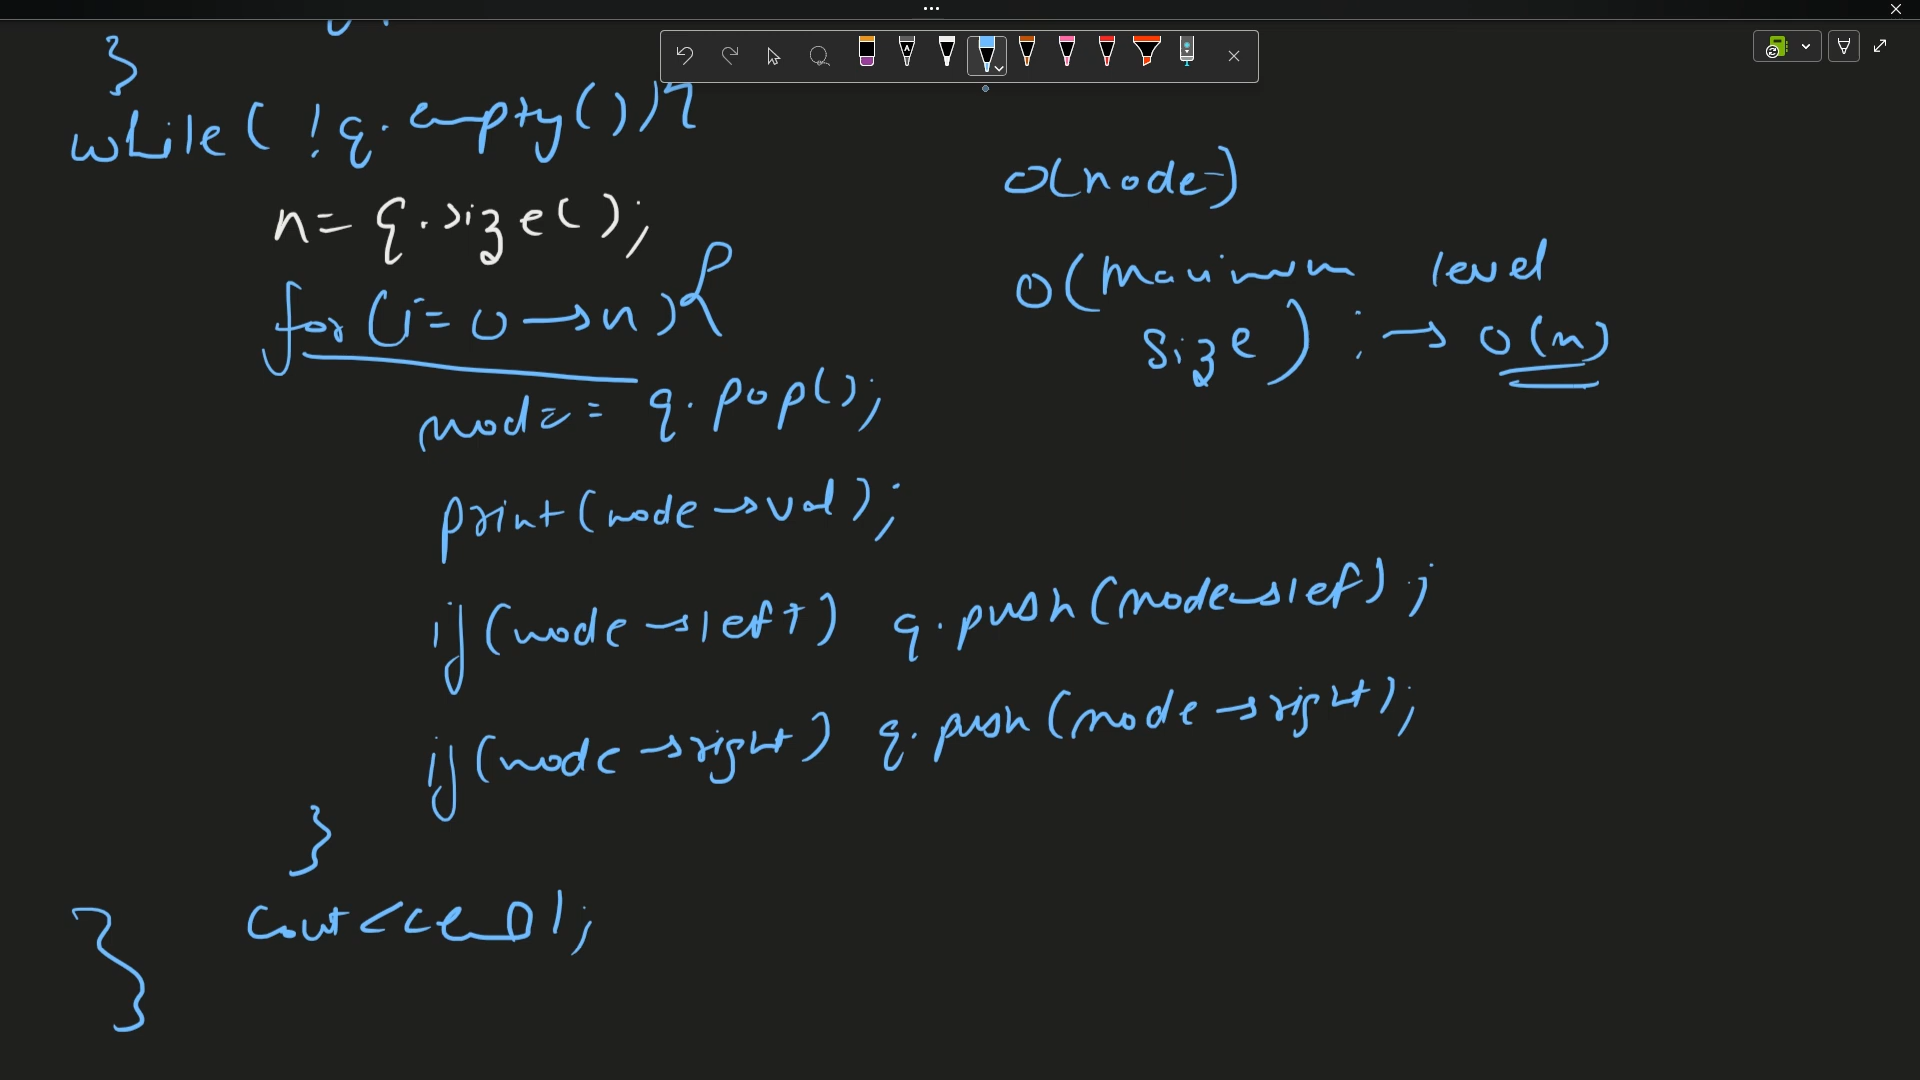 }
while( !q.empty()){
n= q.size();
for(i=0→n){
node = q.pop();
print(node→val);
if(node→left) q.push(node→lef);
if(node→right) q.push(node→right);
}
cout<<endl;
}
O(node)
O(maximum level
size) : → O(n)